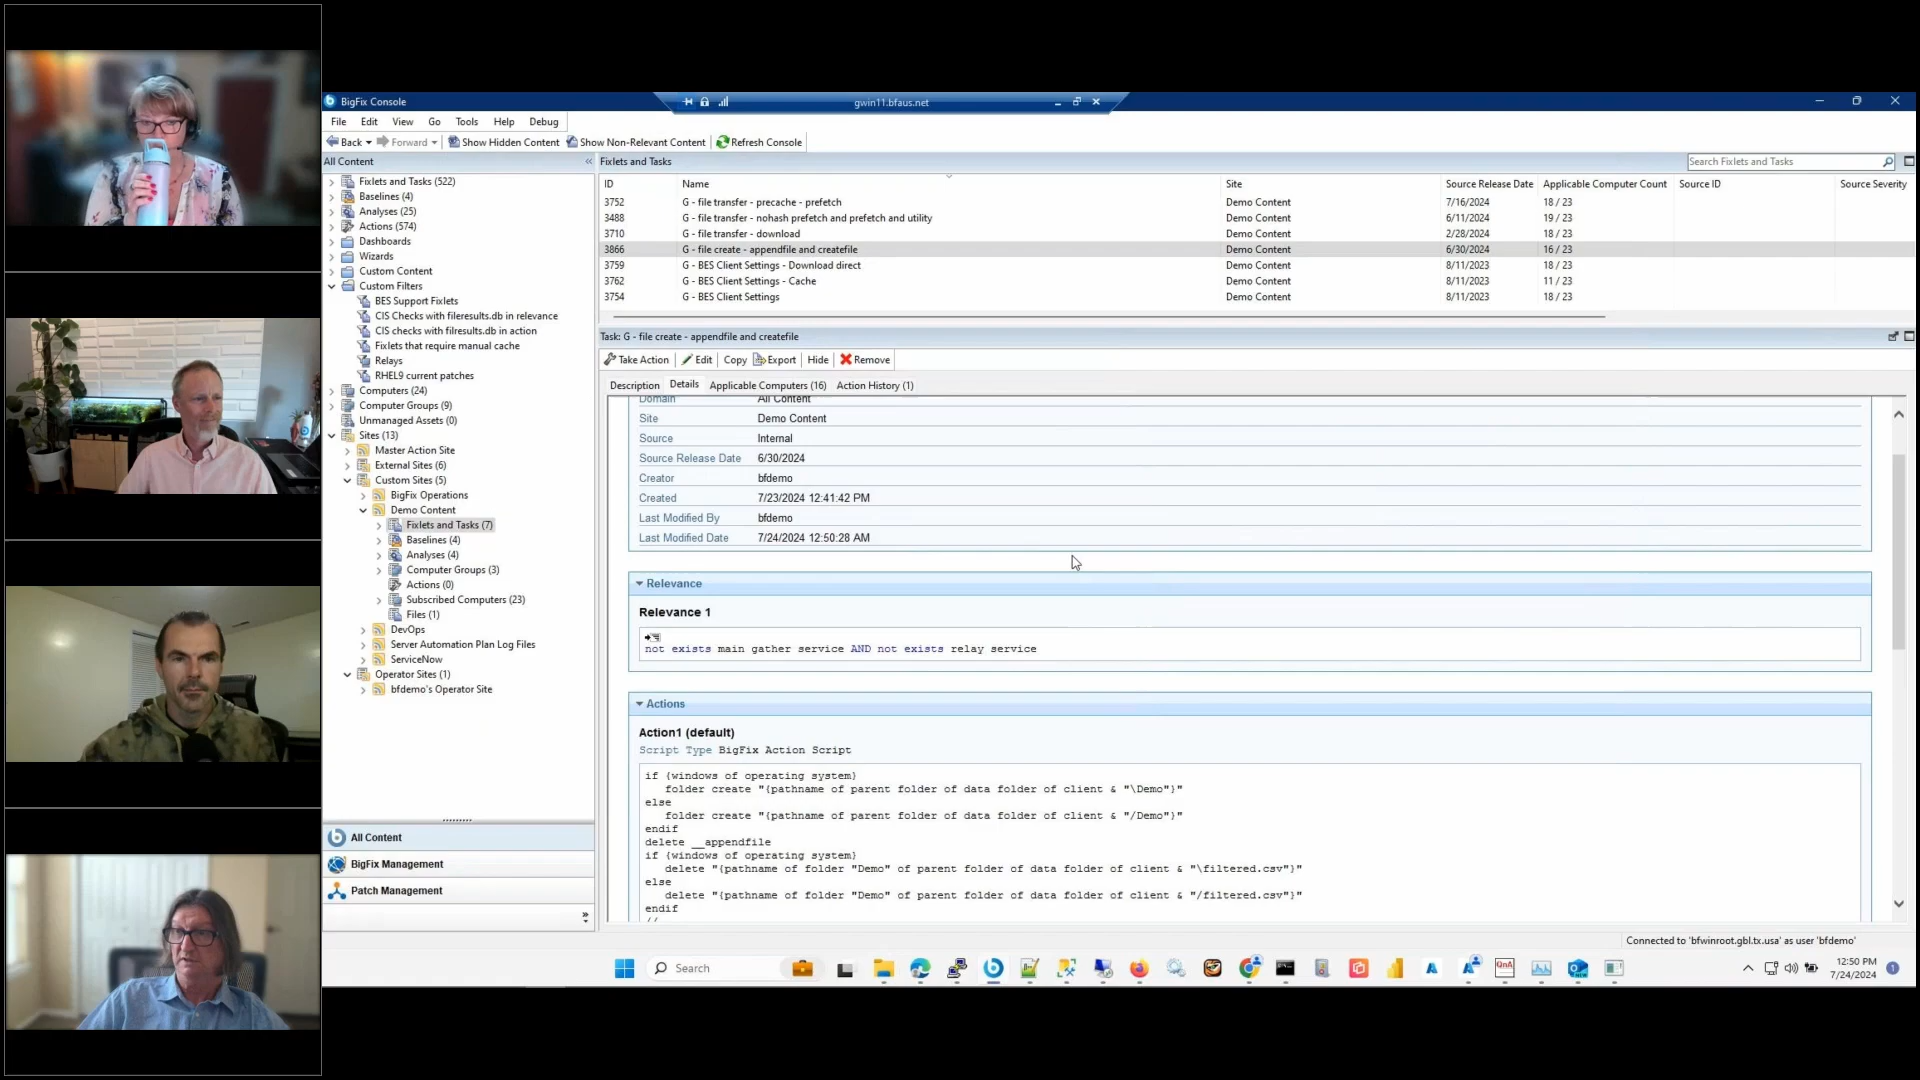 BigFix Console
gwin11.bfaus.net
File Edit View Go Tools Help Debug
Back Forward Show Hidden Content Show Non-Relevant Content Refresh Console
All Content
Fixlets and Tasks (522)
Baselines (4)
Analyses (25)
Actions (574)
Dashboards
Wizards
Custom Content
Custom Filters
BES Support Fixlets
CIS Checks with fileresults.db in relevance
CIS checks with filresults.db in action
Fixlets that require manual cache
Relays
RHEL9 current patches
Computers (24)
Computer Groups (9)
Unmanaged Assets (0)
Sites (13)
Master Action Site
External Sites (6)
Custom Sites (5)
BigFix Operations
Demo Content
Fixlets and Tasks (7)
Baselines (4)
Analyses (4)
Computer Groups (3)
Actions (0)
Subscribed Computers (23)
Files (1)
DevOps
Server Automation Plan Log Files
ServiceNow
Operator Sites (1)
bfdemo's Operator Site
All Content
BigFix Management
Patch Management
Fixlets and Tasks
Search Fixlets and Tasks
ID Name Site Source Release Date Applicable Computer Count Source ID Source Severity
3752 G - file transfer - precache - prefetch Demo Content 7/16/2024 18 / 23
3488 G - file transfer - nohash prefetch and prefetch and utility Demo Content 6/11/2024 19 / 23
3710 G - file transfer - download Demo Content 2/28/2024 18 / 23
3866 G - file create - appendfile and createfile Demo Content 6/30/2024 16 / 23
3759 G - BES Client Settings - Download direct Demo Content 8/11/2023 18 / 23
3762 G - BES Client Settings - Cache Demo Content 8/11/2023 11 / 23
3754 G - BES Client Settings Demo Content 8/11/2023 18 / 23
Task: G - file create - appendfile and createfile
Take Action Edit Copy Export Hide Remove
Description Details Applicable Computers (16) Action History (1)
Domain All Content
Site Demo Content
Source Internal
Source Release Date 6/30/2024
Creator bfdemo
Created 7/23/2024 12:41:42 PM
Last Modified By bfdemo
Last Modified Date 7/24/2024 12:50:28 AM
Relevance
Relevance 1
not exists main gather service AND not exists relay service
Actions
Action1 (default)
Script Type BigFix Action Script
if {windows of operating system}
folder create "{pathname of parent folder of data folder of client & "\Demo"}"
else
folder create "{pathname of parent folder of data folder of client & "/Demo"}"
endif
delete __appendfile
if {windows of operating system}
delete "{pathname of folder "Demo" of parent folder of data folder of client & "\filtered.csv"}"
else
delete "{pathname of folder "Demo" of parent folder of data folder of client & "/filtered.csv"}"
endif
//
Connected to 'bfwinroot.gbl.tx.usa' as user 'bfdemo'
Search
QnA
12:50 PM
7/24/2024
1